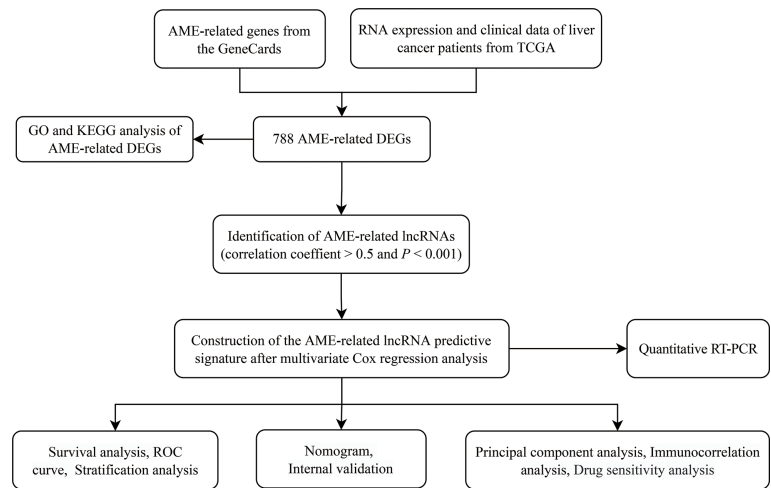 AME-related genes from
the GeneCards
RNA expression and clinical data of liver
cancer patients from TCGA
GO and KEGG analysis of
AME-related DEGs
788 AME-related DEGs
Identification of AME-related lncRNAs
(correlation coeffient > 0.5 and P < 0.001)
Construction of the AME-related lncRNA predictive
signature after multivariate Cox regression analysis
Quantitative RT-PCR
Survival analysis, ROC
curve, Stratification analysis
Nomogram,
Internal validation
Principal component analysis, Immunocorrelation
analysis, Drug sensitivity analysis